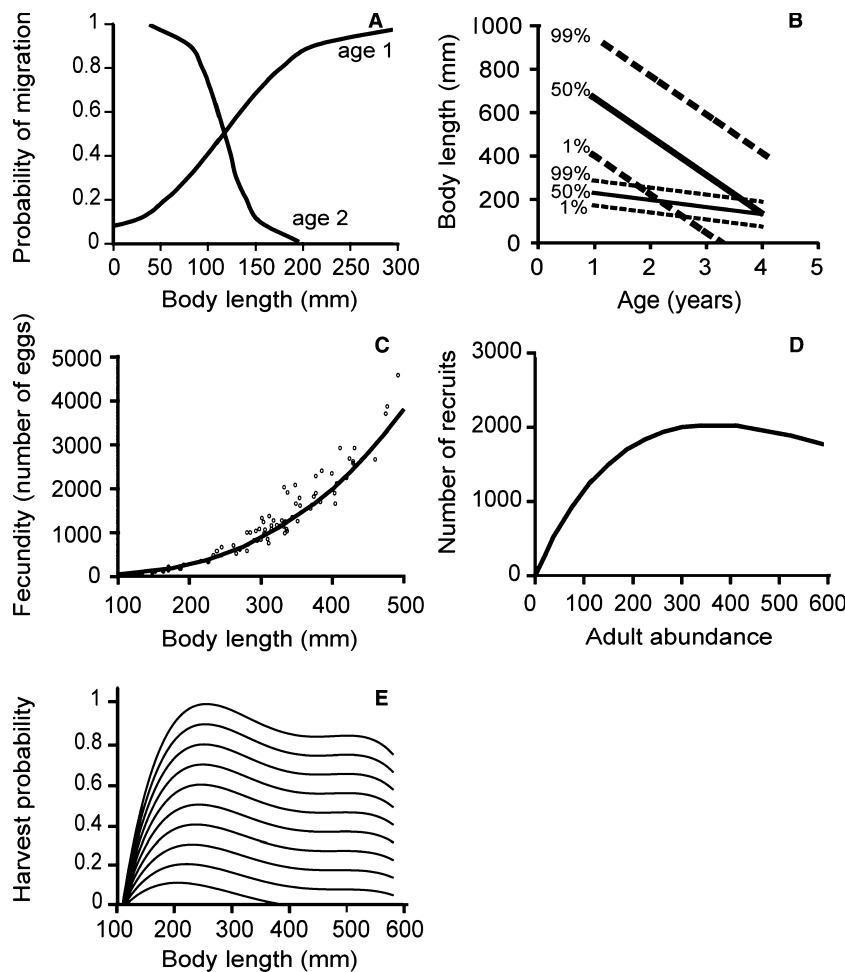 A
Probability of migration
1
0.8
0.6
0.4
0.2
0
age 1
age 2
0 50 100 150 200 250 300
Body length (mm)
B
Body length (mm)
1000
800
600
400
200
0
99%
50%
1%
99%
50%
1%
0 1 2 3 4 5
Age (years)
C
Fecundity (number of eggs)
5000
4000
3000
2000
1000
0
100 200 300 400 500
Body length (mm)
D
Number of recruits
3000
2000
1000
0
0 100 200 300 400 500 600
Adult abundance
E
Harvest probability
1
0.8
0.6
0.4
0.2
0
100 200 300 400 500 600
Body length (mm)